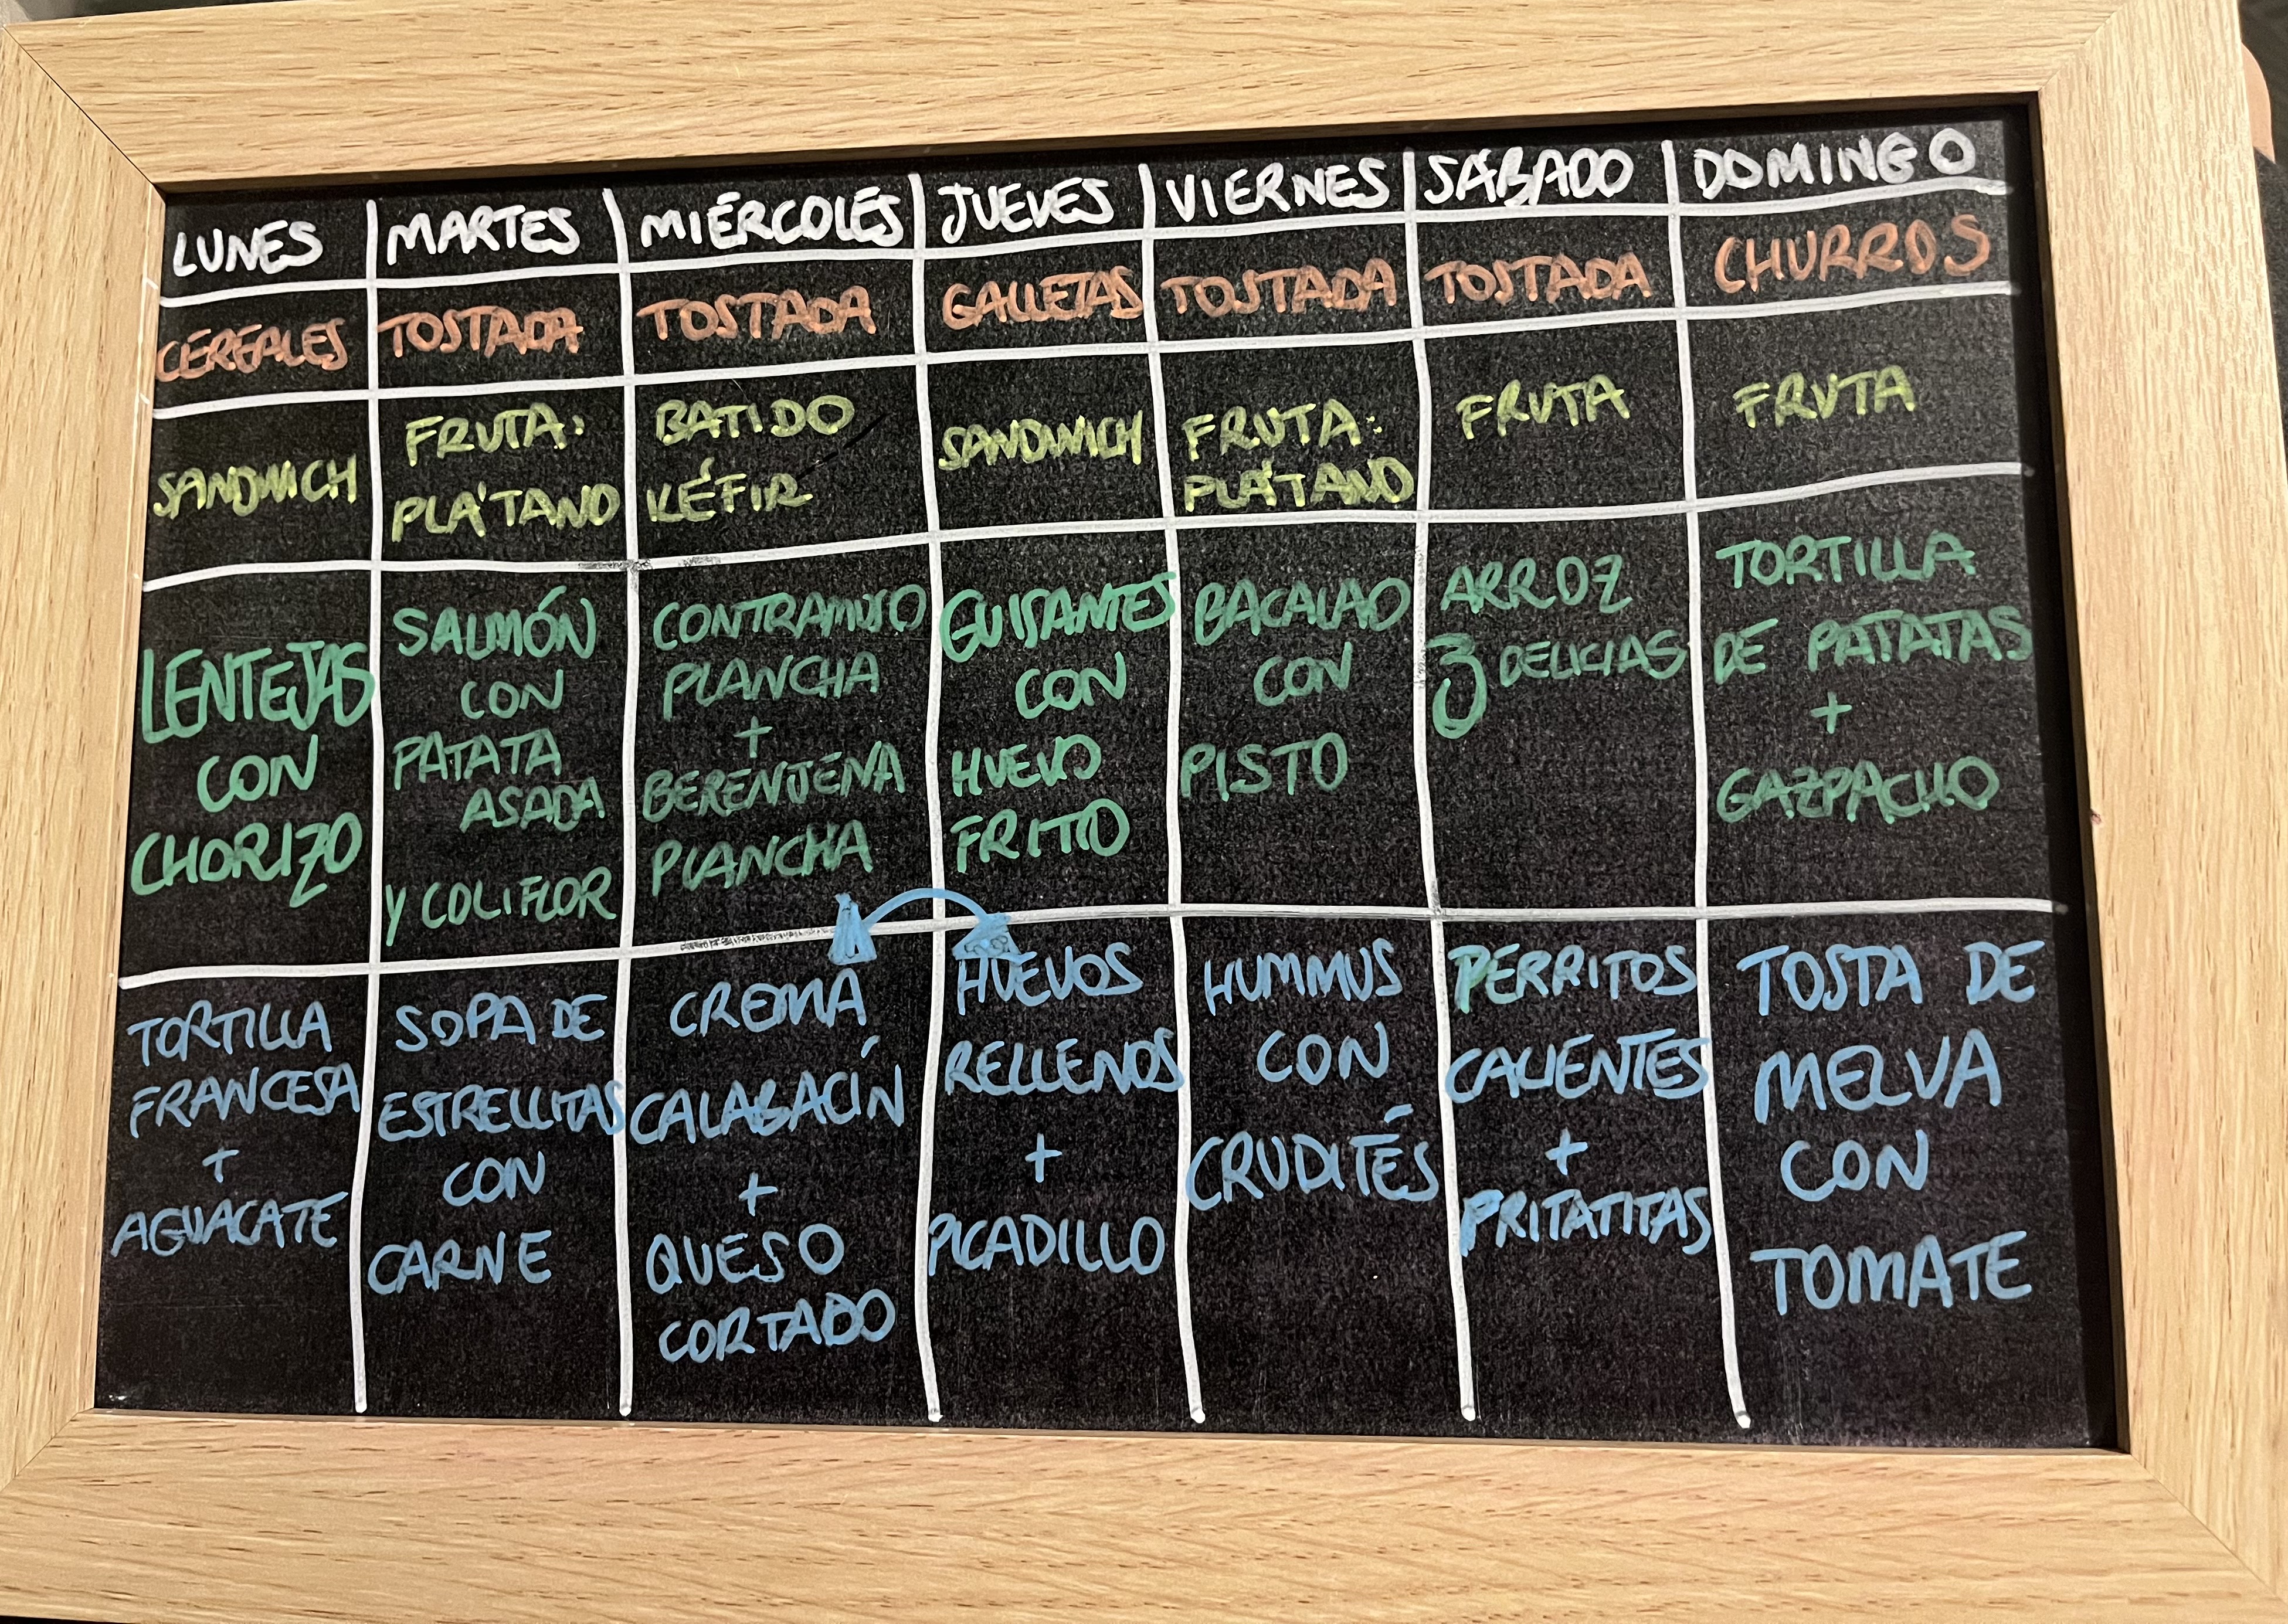 LUNES
MARTES
MIÉRCOLÉS
JUEVES
VIERNES
SÁBADO
DOMINGO
CEREALES
TOSTADA
TOSTADA
GALLETAS
TOSTADA
TOSTADA
CHURROS
SANDWICH
FRUTA:
PLÁTANO
BATIDO
KÉFIR
SANDWICH
FRUTA:
PLÁTANO
FRUTA
FRUTA
LENTEJAS
CON
CHORIZO
SALMÓN
CON
PATATA
ASADA
Y COLIFLOR
CONTRAMUSO
PLANCHA
+
BERENJENA
PLANCHA
GUISANTES
CON
HUEVO
FRITO
BACALAO
CON
PISTO
ARROZ
3 DELICIAS
TORTILLA
DE PATATAS
+
GAZPACHO
TORTILLA
FRANCESA
+
AGUACATE
SOPA DE
ESTRELLITAS
CON
CARNE
CREMA
CALABACÍN
+
QUESO
CORTADO
HUEVOS
RELLENOS
+
PICADILLO
HUMMUS
CON
CRUDITÉS
PERRITOS
CALIENTES
+
PRITATITAS
TOSTA DE
MELVA
CON
TOMATE